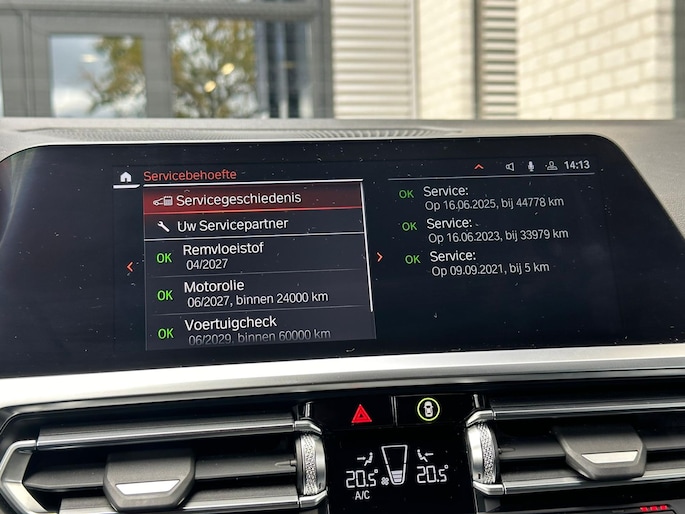 Servicebehoefte
14:13
Servicegeschiedenis
Uw Servicepartner
OK Remvloeistof
04/2027
OK Motorolie
06/2027, binnen 24000 km
OK Voertuigcheck
06/2029, binnen 60000 km
OK Service:
Op 16.06.2025, bij 44778 km
OK Service:
Op 16.06.2023, bij 33979 km
OK Service:
Op 09.09.2021, bij 5 km
20.5° 20.5°
A/C